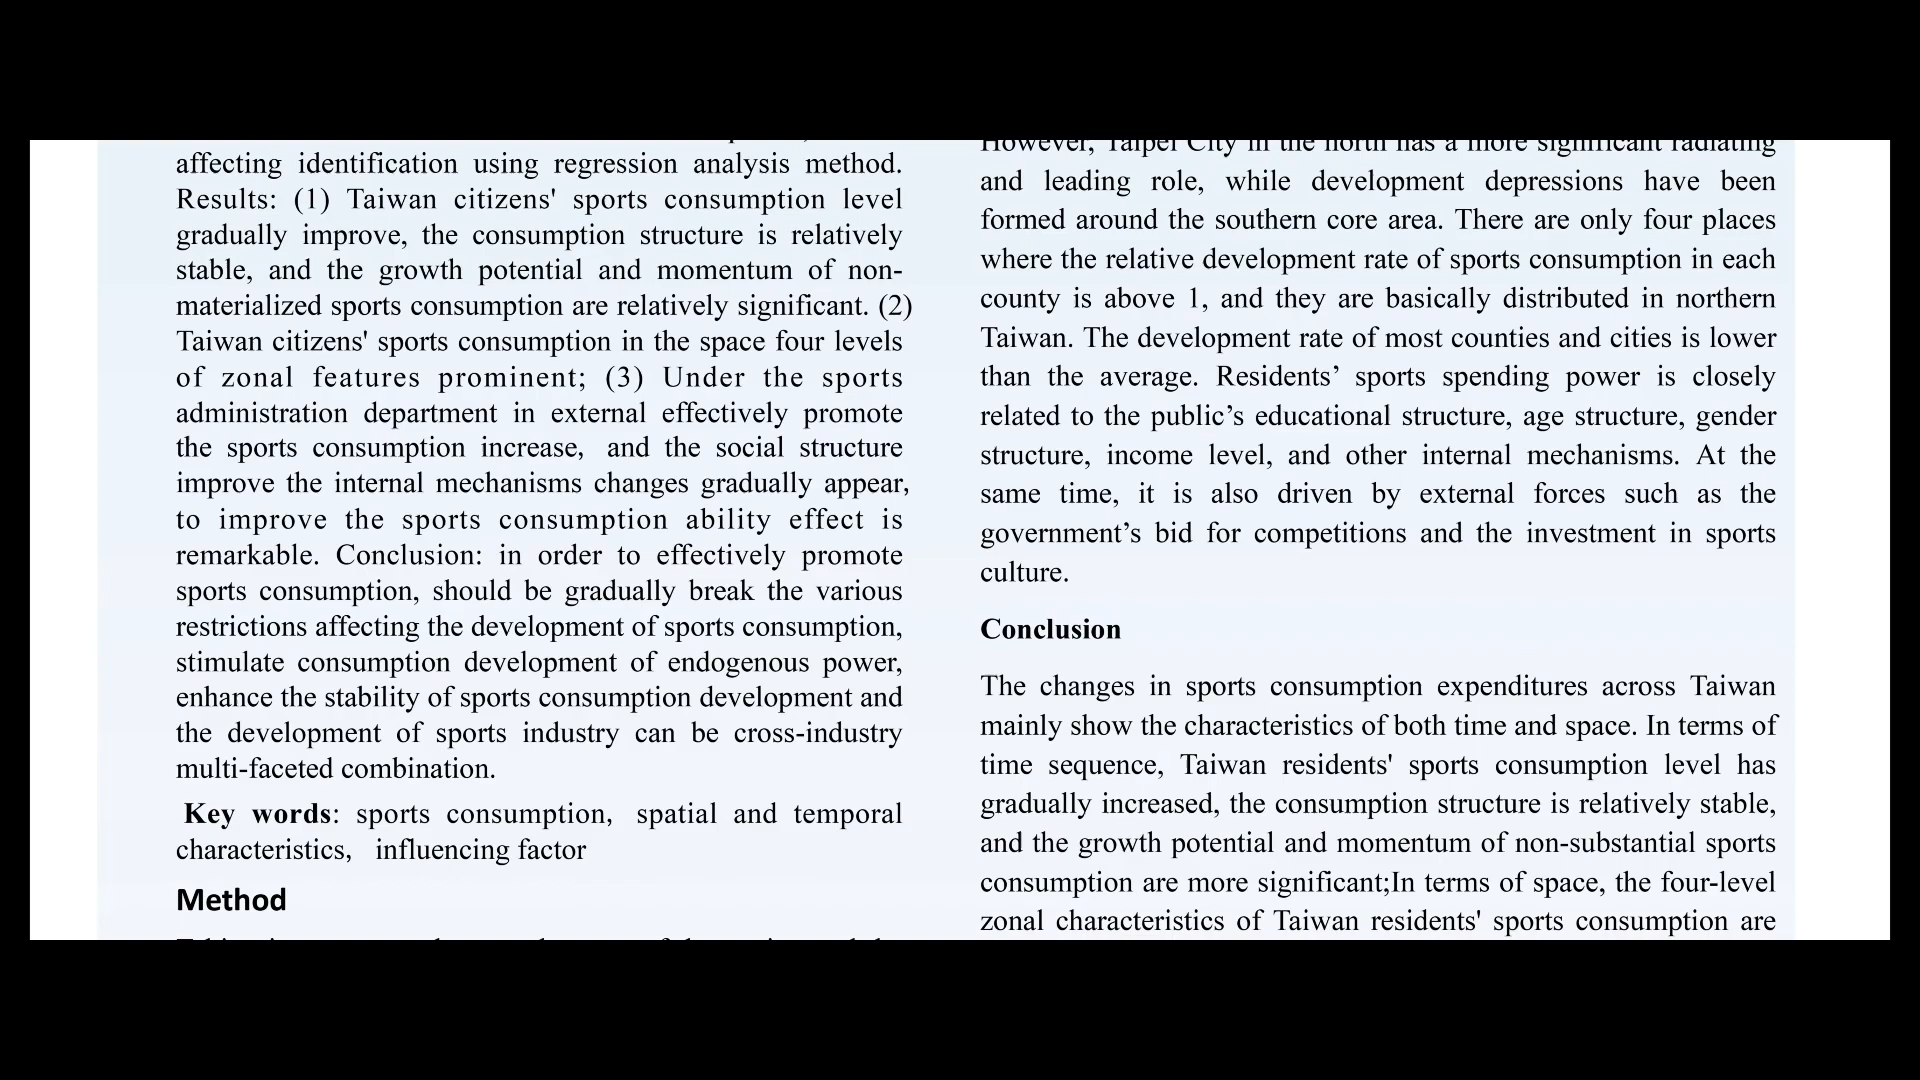 affecting identification using regression analysis method.
Results: (1) Taiwan citizens' sports consumption level
gradually improve, the consumption structure is relatively
stable, and the growth potential and momentum of non-
materialized sports consumption are relatively significant. (2)
Taiwan citizens' sports consumption in the space four levels
of zonal features prominent; (3) Under the sports
administration department in external effectively promote
the sports consumption increase, and the social structure
improve the internal mechanisms changes gradually appear,
to improve the sports consumption ability effect is
remarkable. Conclusion: in order to effectively promote
sports consumption, should be gradually break the various
restrictions affecting the development of sports consumption,
stimulate consumption development of endogenous power,
enhance the stability of sports consumption development and
the development of sports industry can be cross-industry
multi-faceted combination.
Key words: sports consumption, spatial and temporal
characteristics, influencing factor
Method
However, Taipei City in the north has a more significant radiating
and leading role, while development depressions have been
formed around the southern core area. There are only four places
where the relative development rate of sports consumption in each
county is above 1, and they are basically distributed in northern
Taiwan. The development rate of most counties and cities is lower
than the average. Residents’ sports spending power is closely
related to the public’s educational structure, age structure, gender
structure, income level, and other internal mechanisms. At the
same time, it is also driven by external forces such as the
government’s bid for competitions and the investment in sports
culture.
Conclusion
The changes in sports consumption expenditures across Taiwan
mainly show the characteristics of both time and space. In terms of
time sequence, Taiwan residents' sports consumption level has
gradually increased, the consumption structure is relatively stable,
and the growth potential and momentum of non-substantial sports
consumption are more significant;In terms of space, the four-level
zonal characteristics of Taiwan residents' sports consumption are